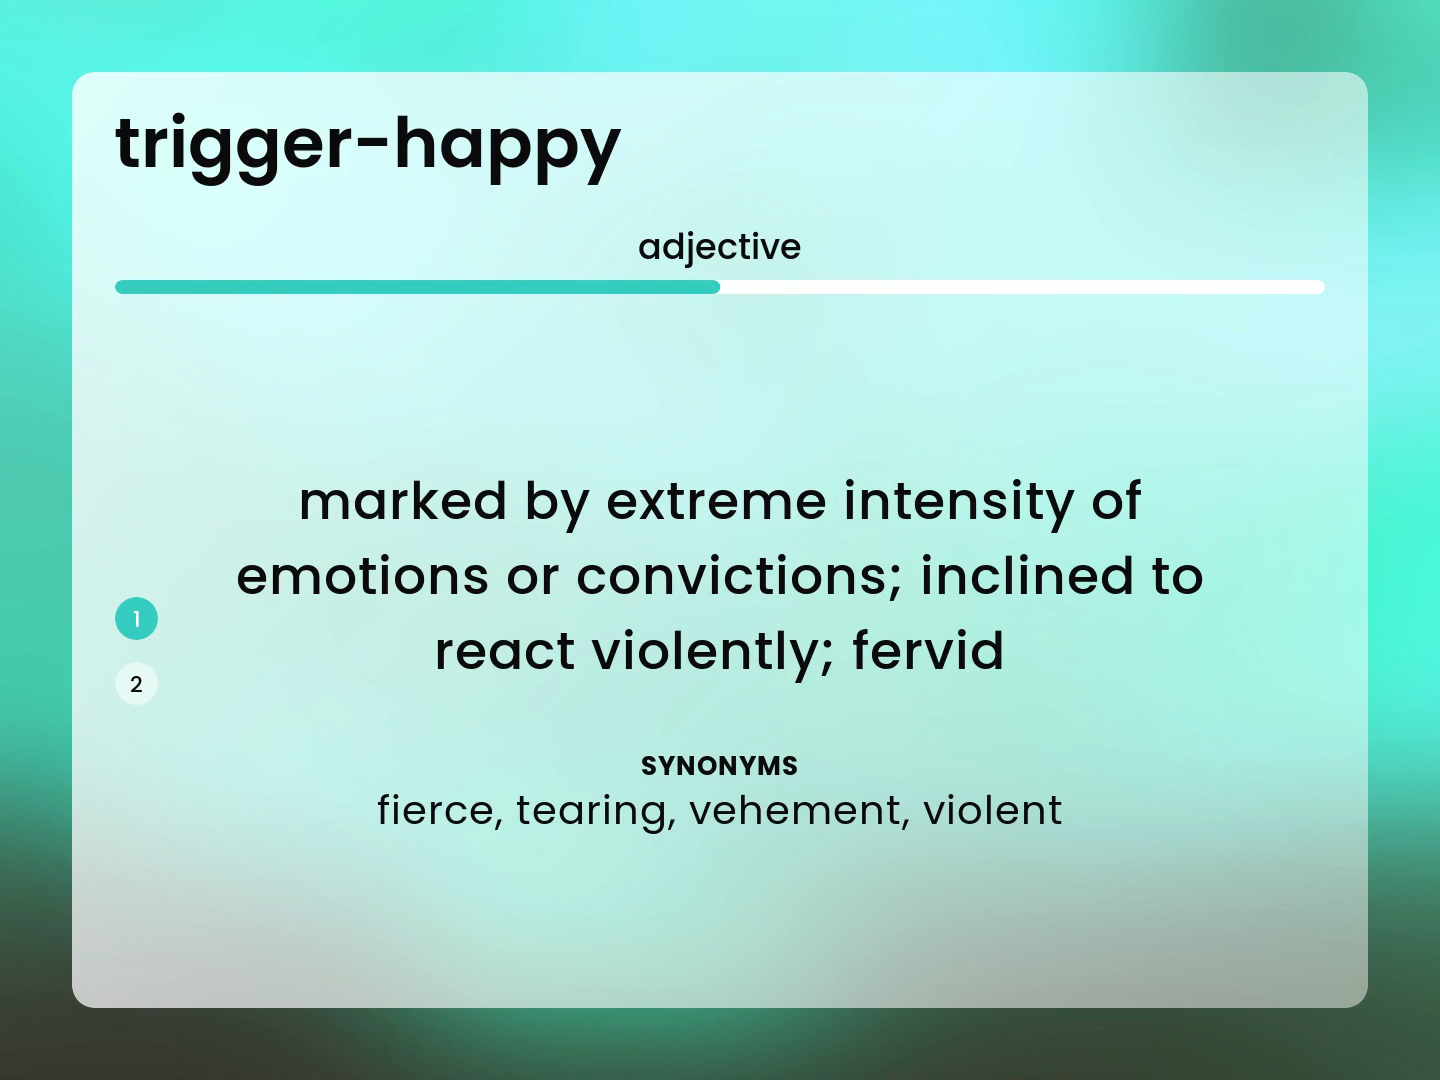 trigger-happy
adjective
marked by extreme intensity of
emotions or convictions; inclined to
react violently; fervid
1
2
SYNONYMS
fierce, tearing, vehement, violent